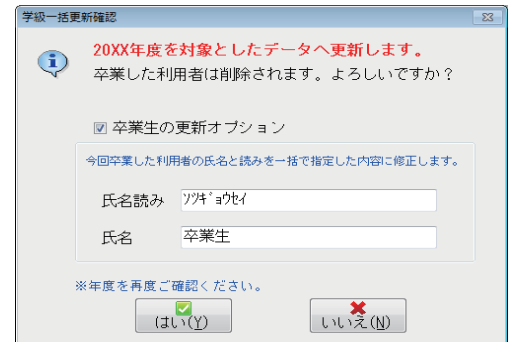 学級一括更新確認
20XX年度を対象としたデータへ更新します。
卒業した利用者は削除されます。よろしいですか？
卒業生の更新オプション
今回卒業した利用者の氏名と読みを一括で指定した内容に修正します。
氏名読み ｿﾂｷﾞｮｳｾｲ
氏名 卒業生
※年度を再度ご確認ください。
はい(Y) いいえ(N)